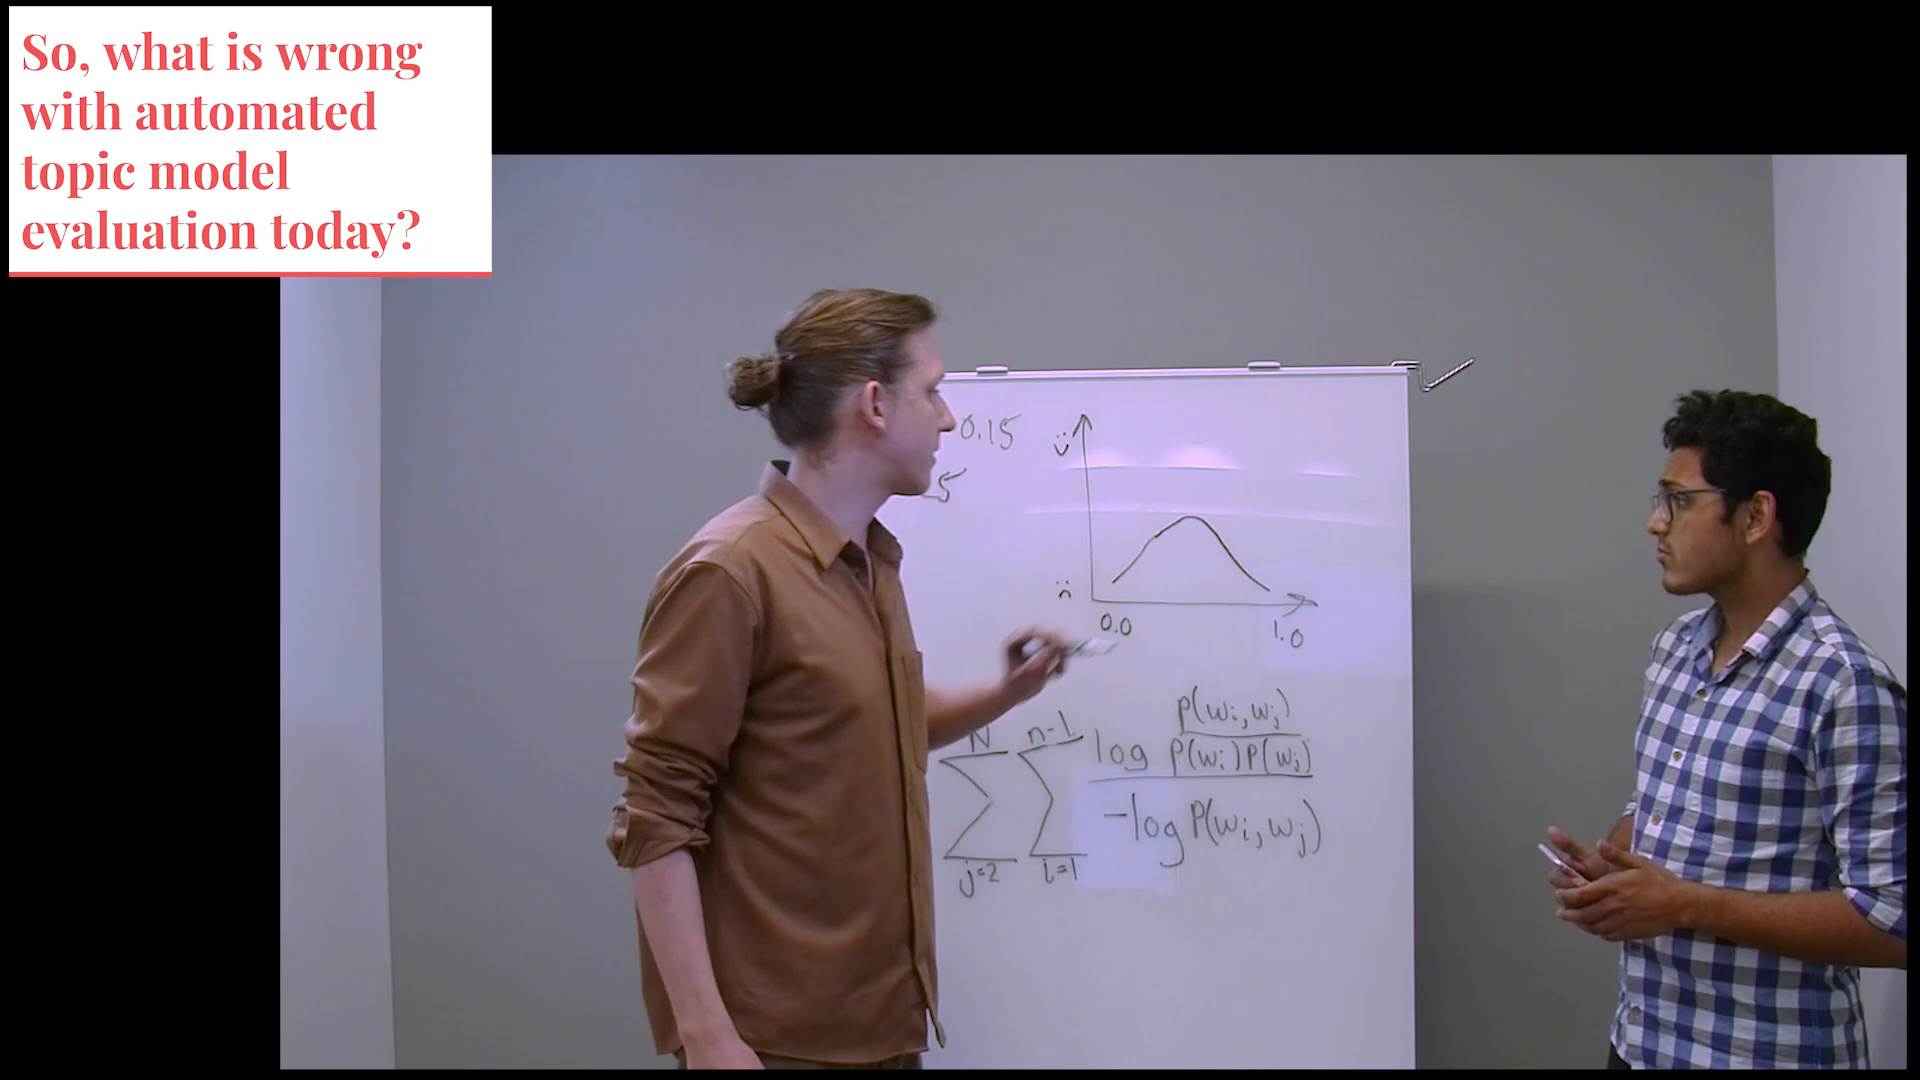 So, what is wrong
with automated
topic model
evaluation today?
0.15
5
0.0
1.0
N n-1 log P(wi,wj)
P(wi)P(wj)
-log P(wi,wj)
j=2 i=1